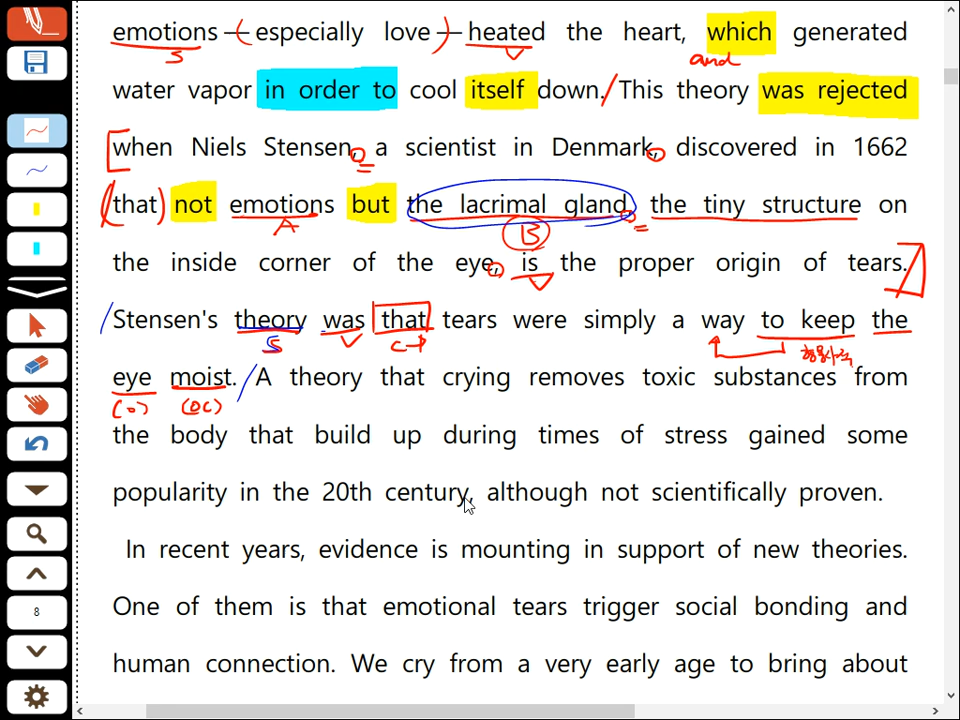 emotions — ( especially love ) — heated the heart, which generated
S V and
water vapor in order to cool itself down. / This theory was rejected
[when Niels Stensen, a scientist in Denmark, discovered in 1662
(that) not emotions but the lacrimal gland, the tiny structure on
A B
the inside corner of the eye, is the proper origin of tears.]
V
/ Stensen's theory was that tears were simply a way to keep the
S V C→
eye moist. / A theory that crying removes toxic substances from
(O) (OC)
the body that build up during times of stress gained some
popularity in the 20th century, although not scientifically proven.
In recent years, evidence is mounting in support of new theories.
One of them is that emotional tears trigger social bonding and
human connection. We cry from a very early age to bring about
8